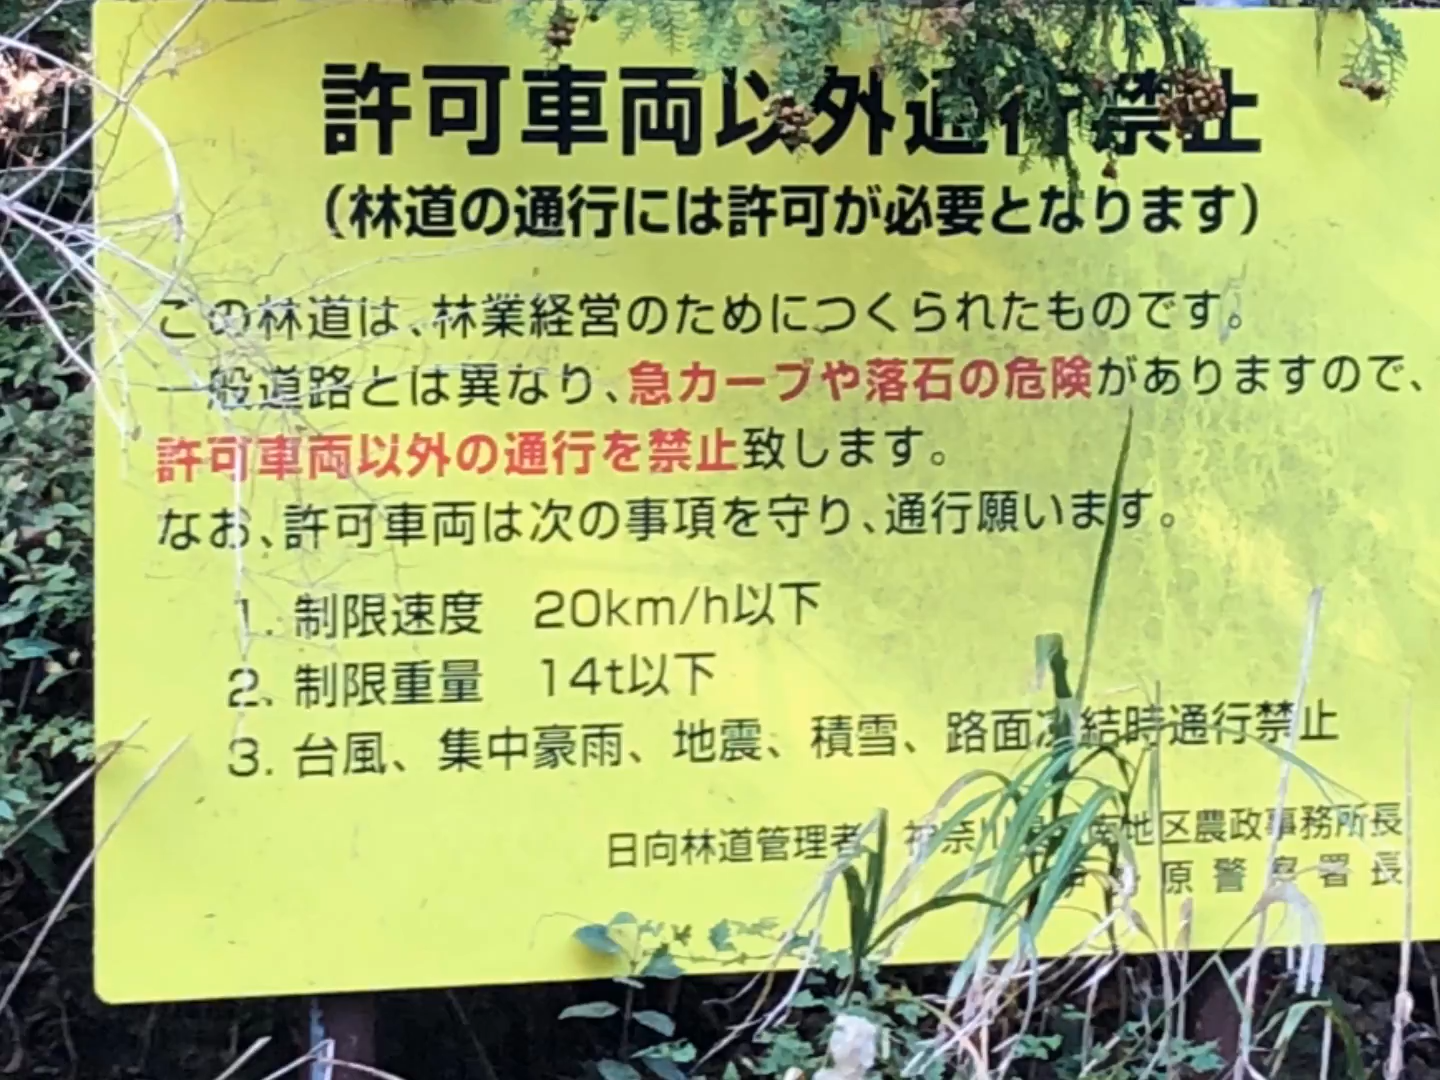 許可車両以外通行禁止
（林道の通行には許可が必要となります）
この林道は、林業経営のためにつくられたものです。
一般道路とは異なり、急カーブや落石の危険がありますので、
許可車両以外の通行を禁止致します。
なお、許可車両は次の事項を守り、通行願います。
1. 制限速度　20km/h以下
2. 制限重量　14t以下
3. 台風、集中豪雨、地震、積雪、路面凍結時通行禁止
日向林道管理者　神奈川県 南地区農政事務所長
原警察署長